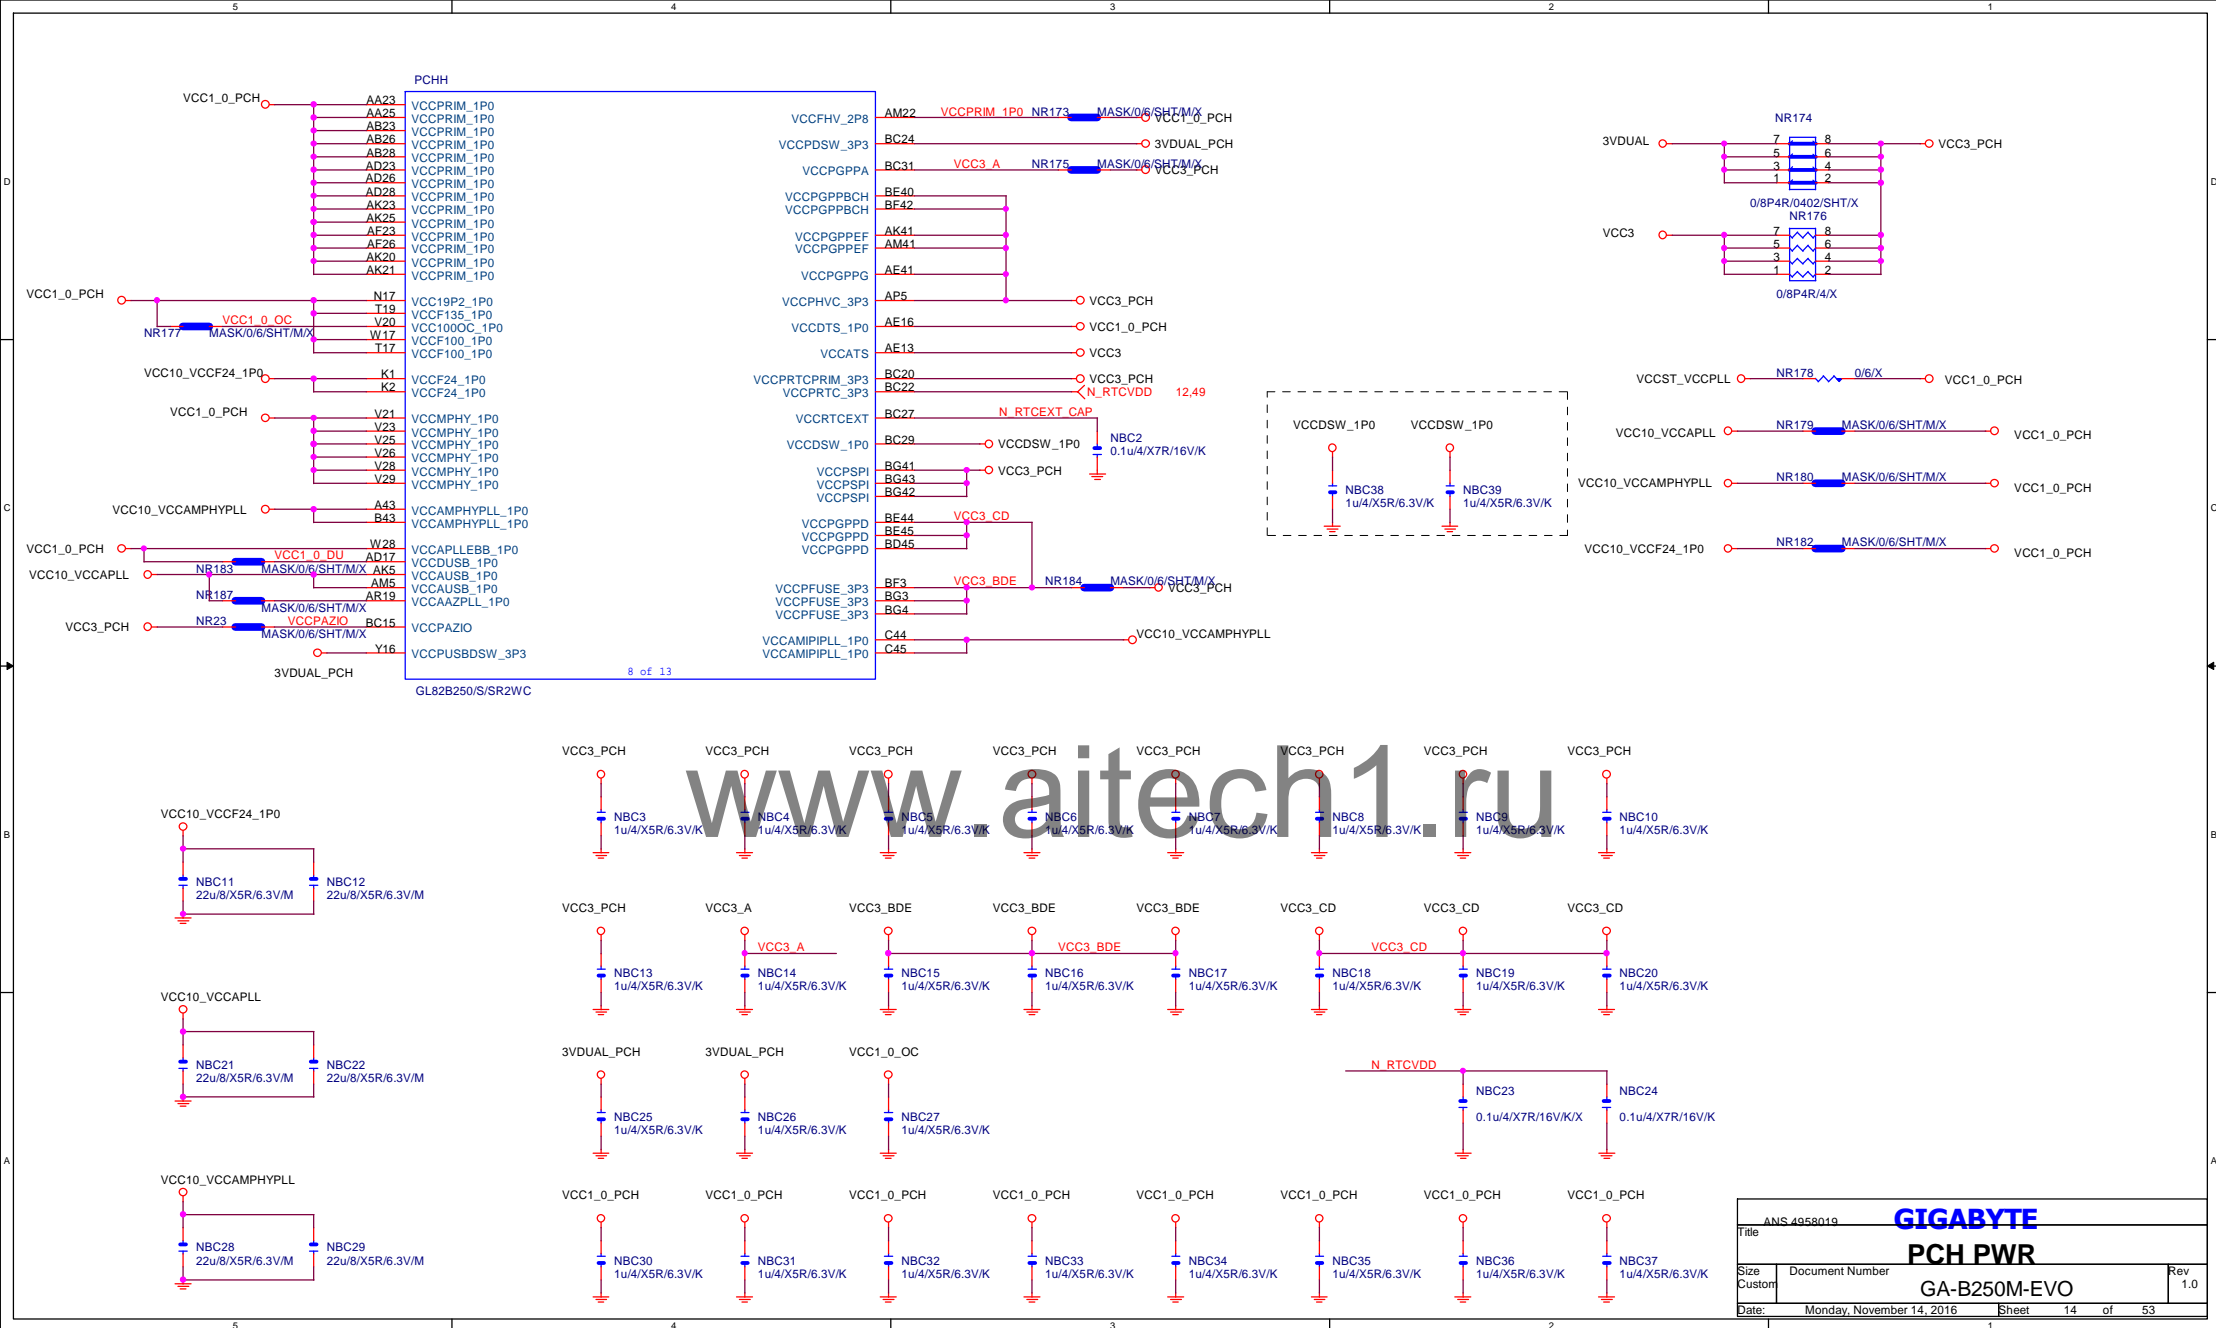 5 4 3 2 1
PCHH
VCC1_0_PCH
AA23 VCCPRIM_1P0
AA25 VCCPRIM_1P0
AB23 VCCPRIM_1P0
AB26 VCCPRIM_1P0
AB28 VCCPRIM_1P0
AD23 VCCPRIM_1P0
AD26 VCCPRIM_1P0
AD28 VCCPRIM_1P0
AK23 VCCPRIM_1P0
AK25 VCCPRIM_1P0
AF23 VCCPRIM_1P0
AF26 VCCPRIM_1P0
AK20 VCCPRIM_1P0
AK21 VCCPRIM_1P0
VCC1_0_PCH
N17 VCC19P2_1P0
T19 VCCF135_1P0
VCC1_0_OC V20 VCC100OC_1P0
NR177 MASK/0/6/SHT/M/X
W17 VCCF100_1P0
T17 VCCF100_1P0
VCC10_VCCF24_1P0
K1 VCCF24_1P0
K2 VCCF24_1P0
VCC1_0_PCH
V21 VCCMPHY_1P0
V23 VCCMPHY_1P0
V25 VCCMPHY_1P0
V26 VCCMPHY_1P0
V28 VCCMPHY_1P0
V29 VCCMPHY_1P0
VCC10_VCCAMPHYPLL
A43 VCCAMPHYPLL_1P0
B43 VCCAMPHYPLL_1P0
VCC1_0_PCH
W28 VCCAPLLEBB_1P0
VCC1_0_DU AD17 VCCDUSB_1P0
NR183 MASK/0/6/SHT/M/X
VCC10_VCCAPLL
AK5 VCCAUSB_1P0
AM5 VCCAUSB_1P0
NR187 MASK/0/6/SHT/M/X
AR19 VCCAAZPLL_1P0
VCC3_PCH NR23 VCCPAZIO BC15 VCCPAZIO
MASK/0/6/SHT/M/X
Y16 VCCPUSBDSW_3P3
3VDUAL_PCH
8 of 13
GL82B250/S/SR2WC
VCCFHV_2P8 AM22 VCCPRIM_1P0 NR173 MASK/0/6/SHT/M/X VCC1_0_PCH
VCCPDSW_3P3 BC24 3VDUAL_PCH
VCCPGPPA BC31 VCC3_A NR175 MASK/0/6/SHT/M/X VCC3_PCH
VCCPGPPBCH BE40
VCCPGPPBCH BF42
VCCPGPPEF AK41
VCCPGPPEF AM41
VCCPGPPG AE41
VCCPHVC_3P3 AP5 VCC3_PCH
VCCDTS_1P0 AE16 VCC1_0_PCH
VCCATS AE13 VCC3
VCCPRTCPRIM_3P3 BC20 VCC3_PCH
VCCPRTC_3P3 BC22 N_RTCVDD 12,49
VCCRTCEXT BC27 N_RTCEXT_CAP
NBC2
0.1u/4/X7R/16V/K
VCCDSW_1P0 BC29 VCCDSW_1P0
VCCPSPI BG41 VCC3_PCH
VCCPSPI BG43
VCCPSPI BG42
VCCPGPPD BE44 VCC3_CD
VCCPGPPD BE45
VCCPGPPD BD45
VCCPFUSE_3P3 BF3 VCC3_BDE NR184 MASK/0/6/SHT/M/X VCC3_PCH
VCCPFUSE_3P3 BG3
VCCPFUSE_3P3 BG4
VCCAMIPIPLL_1P0 C44 VCC10_VCCAMPHYPLL
VCCAMIPIPLL_1P0 C45
VCCDSW_1P0 VCCDSW_1P0
NBC38 NBC39
1u/4/X5R/6.3V/K 1u/4/X5R/6.3V/K
NR174
3VDUAL 7 8 VCC3_PCH
5 6
3 4
1 2
0/8P4R/0402/SHT/X
NR176
VCC3 7 8
5 6
3 4
1 2
0/8P4R/4/X
VCCST_VCCPLL NR178 0/6/X VCC1_0_PCH
VCC10_VCCAPLL NR179 MASK/0/6/SHT/M/X VCC1_0_PCH
VCC10_VCCAMPHYPLL NR180 MASK/0/6/SHT/M/X VCC1_0_PCH
VCC10_VCCF24_1P0 NR182 MASK/0/6/SHT/M/X VCC1_0_PCH
www.aitech1.ru
VCC3_PCH VCC3_PCH VCC3_PCH VCC3_PCH VCC3_PCH VCC3_PCH VCC3_PCH VCC3_PCH
NBC3 NBC4 NBC5 NBC6 NBC7 NBC8 NBC9 NBC10
1u/4/X5R/6.3V/K 1u/4/X5R/6.3V/K 1u/4/X5R/6.3V/K 1u/4/X5R/6.3V/K 1u/4/X5R/6.3V/K 1u/4/X5R/6.3V/K 1u/4/X5R/6.3V/K 1u/4/X5R/6.3V/K
VCC10_VCCF24_1P0
NBC11 NBC12
22u/8/X5R/6.3V/M 22u/8/X5R/6.3V/M
VCC3_PCH VCC3_A VCC3_BDE VCC3_BDE VCC3_BDE VCC3_CD VCC3_CD VCC3_CD
VCC3_A VCC3_BDE VCC3_CD
NBC13 NBC14 NBC15 NBC16 NBC17 NBC18 NBC19 NBC20
1u/4/X5R/6.3V/K 1u/4/X5R/6.3V/K 1u/4/X5R/6.3V/K 1u/4/X5R/6.3V/K 1u/4/X5R/6.3V/K 1u/4/X5R/6.3V/K 1u/4/X5R/6.3V/K 1u/4/X5R/6.3V/K
VCC10_VCCAPLL
NBC21 NBC22
22u/8/X5R/6.3V/M 22u/8/X5R/6.3V/M
3VDUAL_PCH 3VDUAL_PCH VCC1_0_OC
NBC25 NBC26 NBC27
1u/4/X5R/6.3V/K 1u/4/X5R/6.3V/K 1u/4/X5R/6.3V/K
N_RTCVDD
NBC23 NBC24
0.1u/4/X7R/16V/K/X 0.1u/4/X7R/16V/K
VCC10_VCCAMPHYPLL
NBC28 NBC29
22u/8/X5R/6.3V/M 22u/8/X5R/6.3V/M
VCC1_0_PCH VCC1_0_PCH VCC1_0_PCH VCC1_0_PCH VCC1_0_PCH VCC1_0_PCH VCC1_0_PCH VCC1_0_PCH
NBC30 NBC31 NBC32 NBC33 NBC34 NBC35 NBC36 NBC37
1u/4/X5R/6.3V/K 1u/4/X5R/6.3V/K 1u/4/X5R/6.3V/K 1u/4/X5R/6.3V/K 1u/4/X5R/6.3V/K 1u/4/X5R/6.3V/K 1u/4/X5R/6.3V/K 1u/4/X5R/6.3V/K
ANS 4958019 GIGABYTE
Title
PCH PWR
Size Document Number Rev
Custom GA-B250M-EVO 1.0
Date: Monday, November 14, 2016 Sheet 14 of 53
D D
C C
B B
A A
5 4 3 2 1